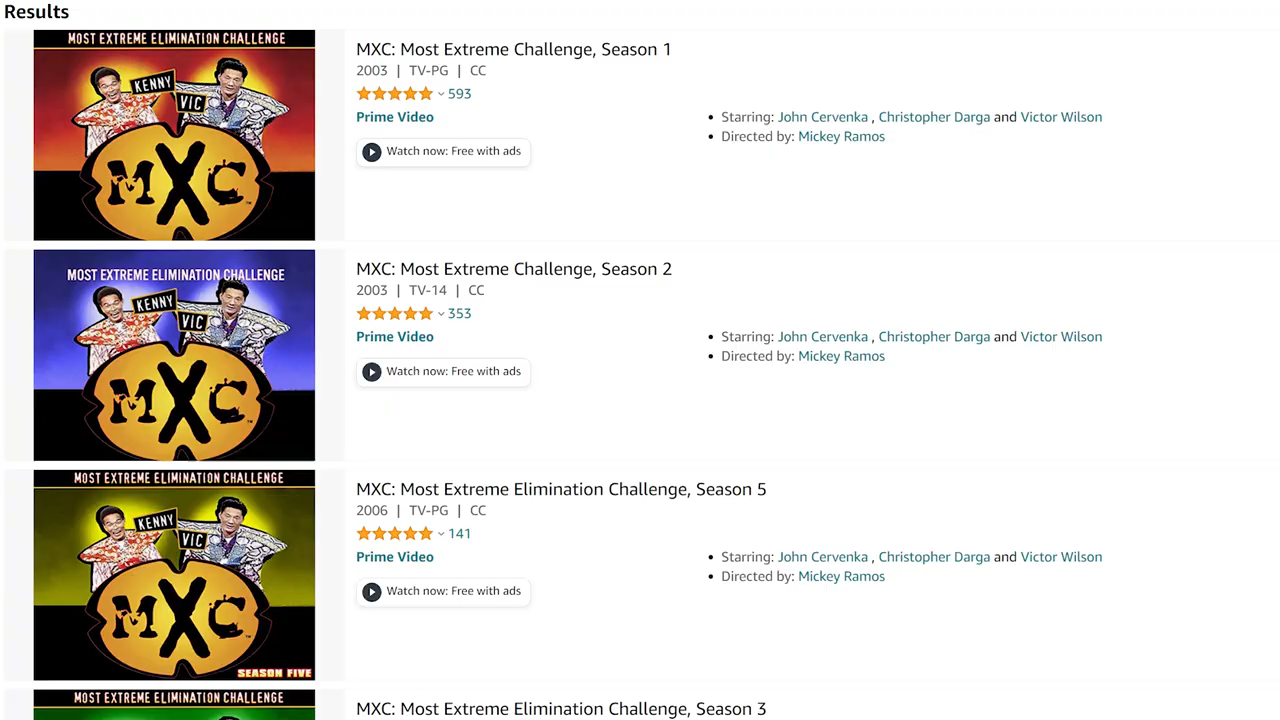 Results
MOST EXTREME ELIMINATION CHALLENGE
KENNY
VIC
MXC
MXC: Most Extreme Challenge, Season 1
2003 | TV-PG | CC
593
Prime Video
Watch now: Free with ads
Starring: John Cervenka , Christopher Darga and Victor Wilson
Directed by: Mickey Ramos
MOST EXTREME ELIMINATION CHALLENGE
KENNY
VIC
MXC
MXC: Most Extreme Challenge, Season 2
2003 | TV-14 | CC
353
Prime Video
Watch now: Free with ads
Starring: John Cervenka , Christopher Darga and Victor Wilson
Directed by: Mickey Ramos
MOST EXTREME ELIMINATION CHALLENGE
KENNY
VIC
MXC
SEASON FIVE
MXC: Most Extreme Elimination Challenge, Season 5
2006 | TV-PG | CC
141
Prime Video
Watch now: Free with ads
Starring: John Cervenka , Christopher Darga and Victor Wilson
Directed by: Mickey Ramos
MOST EXTREME ELIMINATION CHALLENGE
MXC: Most Extreme Elimination Challenge, Season 3